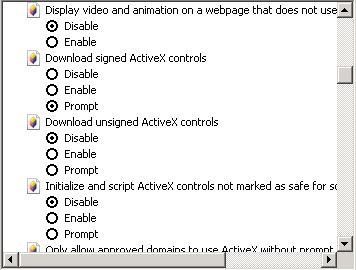 Display video and animation on a webpage that does not use
Disable
Enable
Download signed ActiveX controls
Disable
Enable
Prompt
Download unsigned ActiveX controls
Disable
Enable
Prompt
Initialize and script ActiveX controls not marked as safe for sc
Disable
Enable
Prompt
Only allow approved domains to use ActiveX without prompt